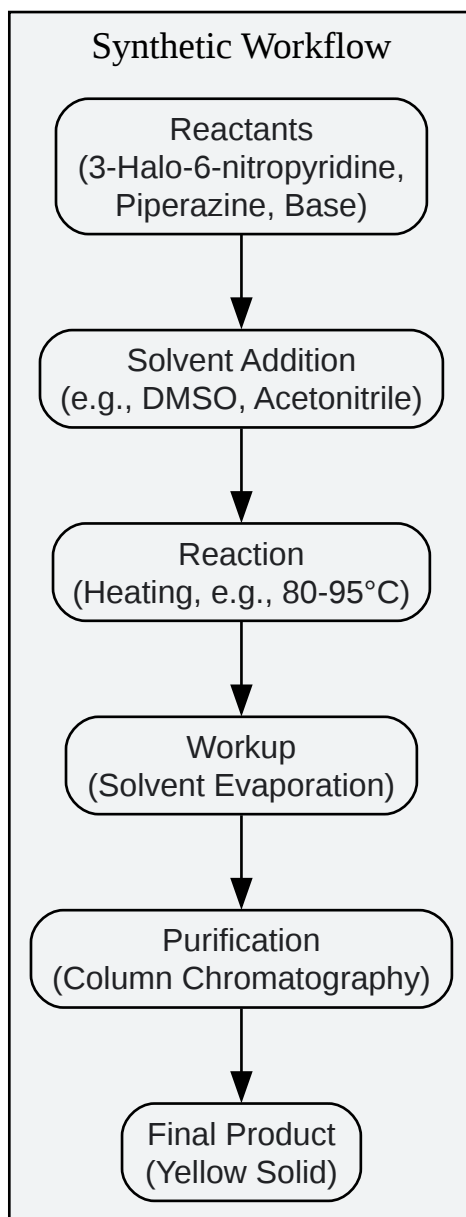 Synthetic Workflow
Reactants
(3-Halo-6-nitropyridine,
Piperazine, Base)
Solvent Addition
(e.g., DMSO, Acetonitrile)
Reaction
(Heating, e.g., 80-95°C)
Workup
(Solvent Evaporation)
Purification
(Column Chromatography)
Final Product
(Yellow Solid)